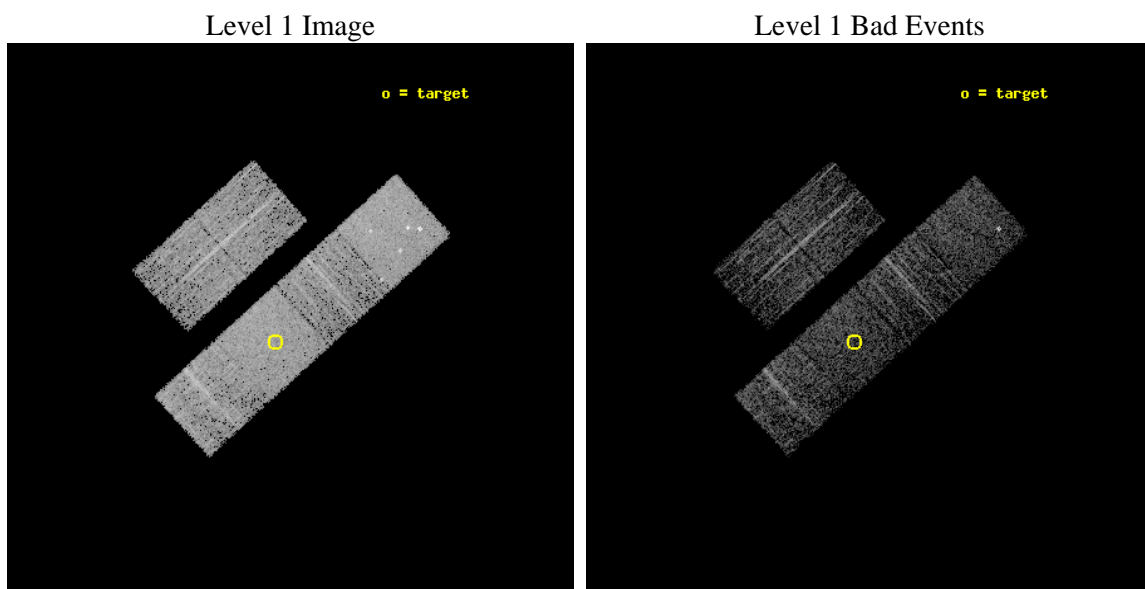 Level 1 Image
Level 1 Bad Events
o = target
o = target